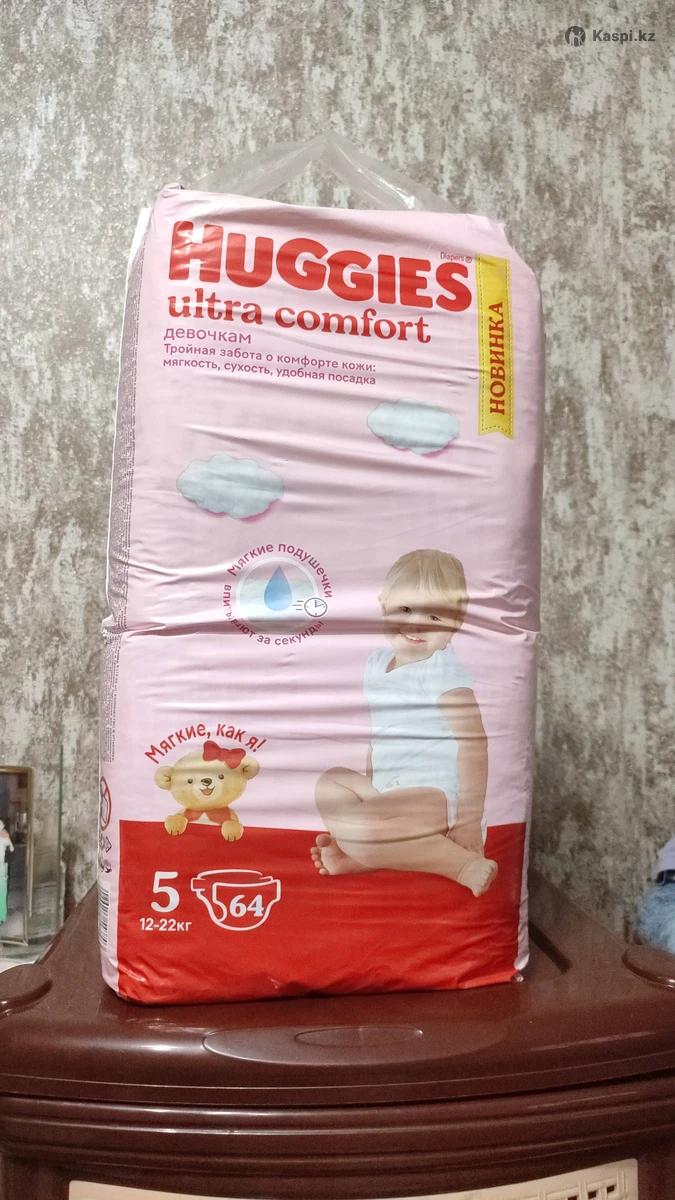 Kaspi.kz
HUGGIES
Diapers®
ultra comfort
девочкам
Тройная забота о комфорте кожи:
мягкость, сухость, удобная посадка
НОВИНКА
Мягкие подушечки
за секунды
Мягкие, как я!
5
64
12-22кг